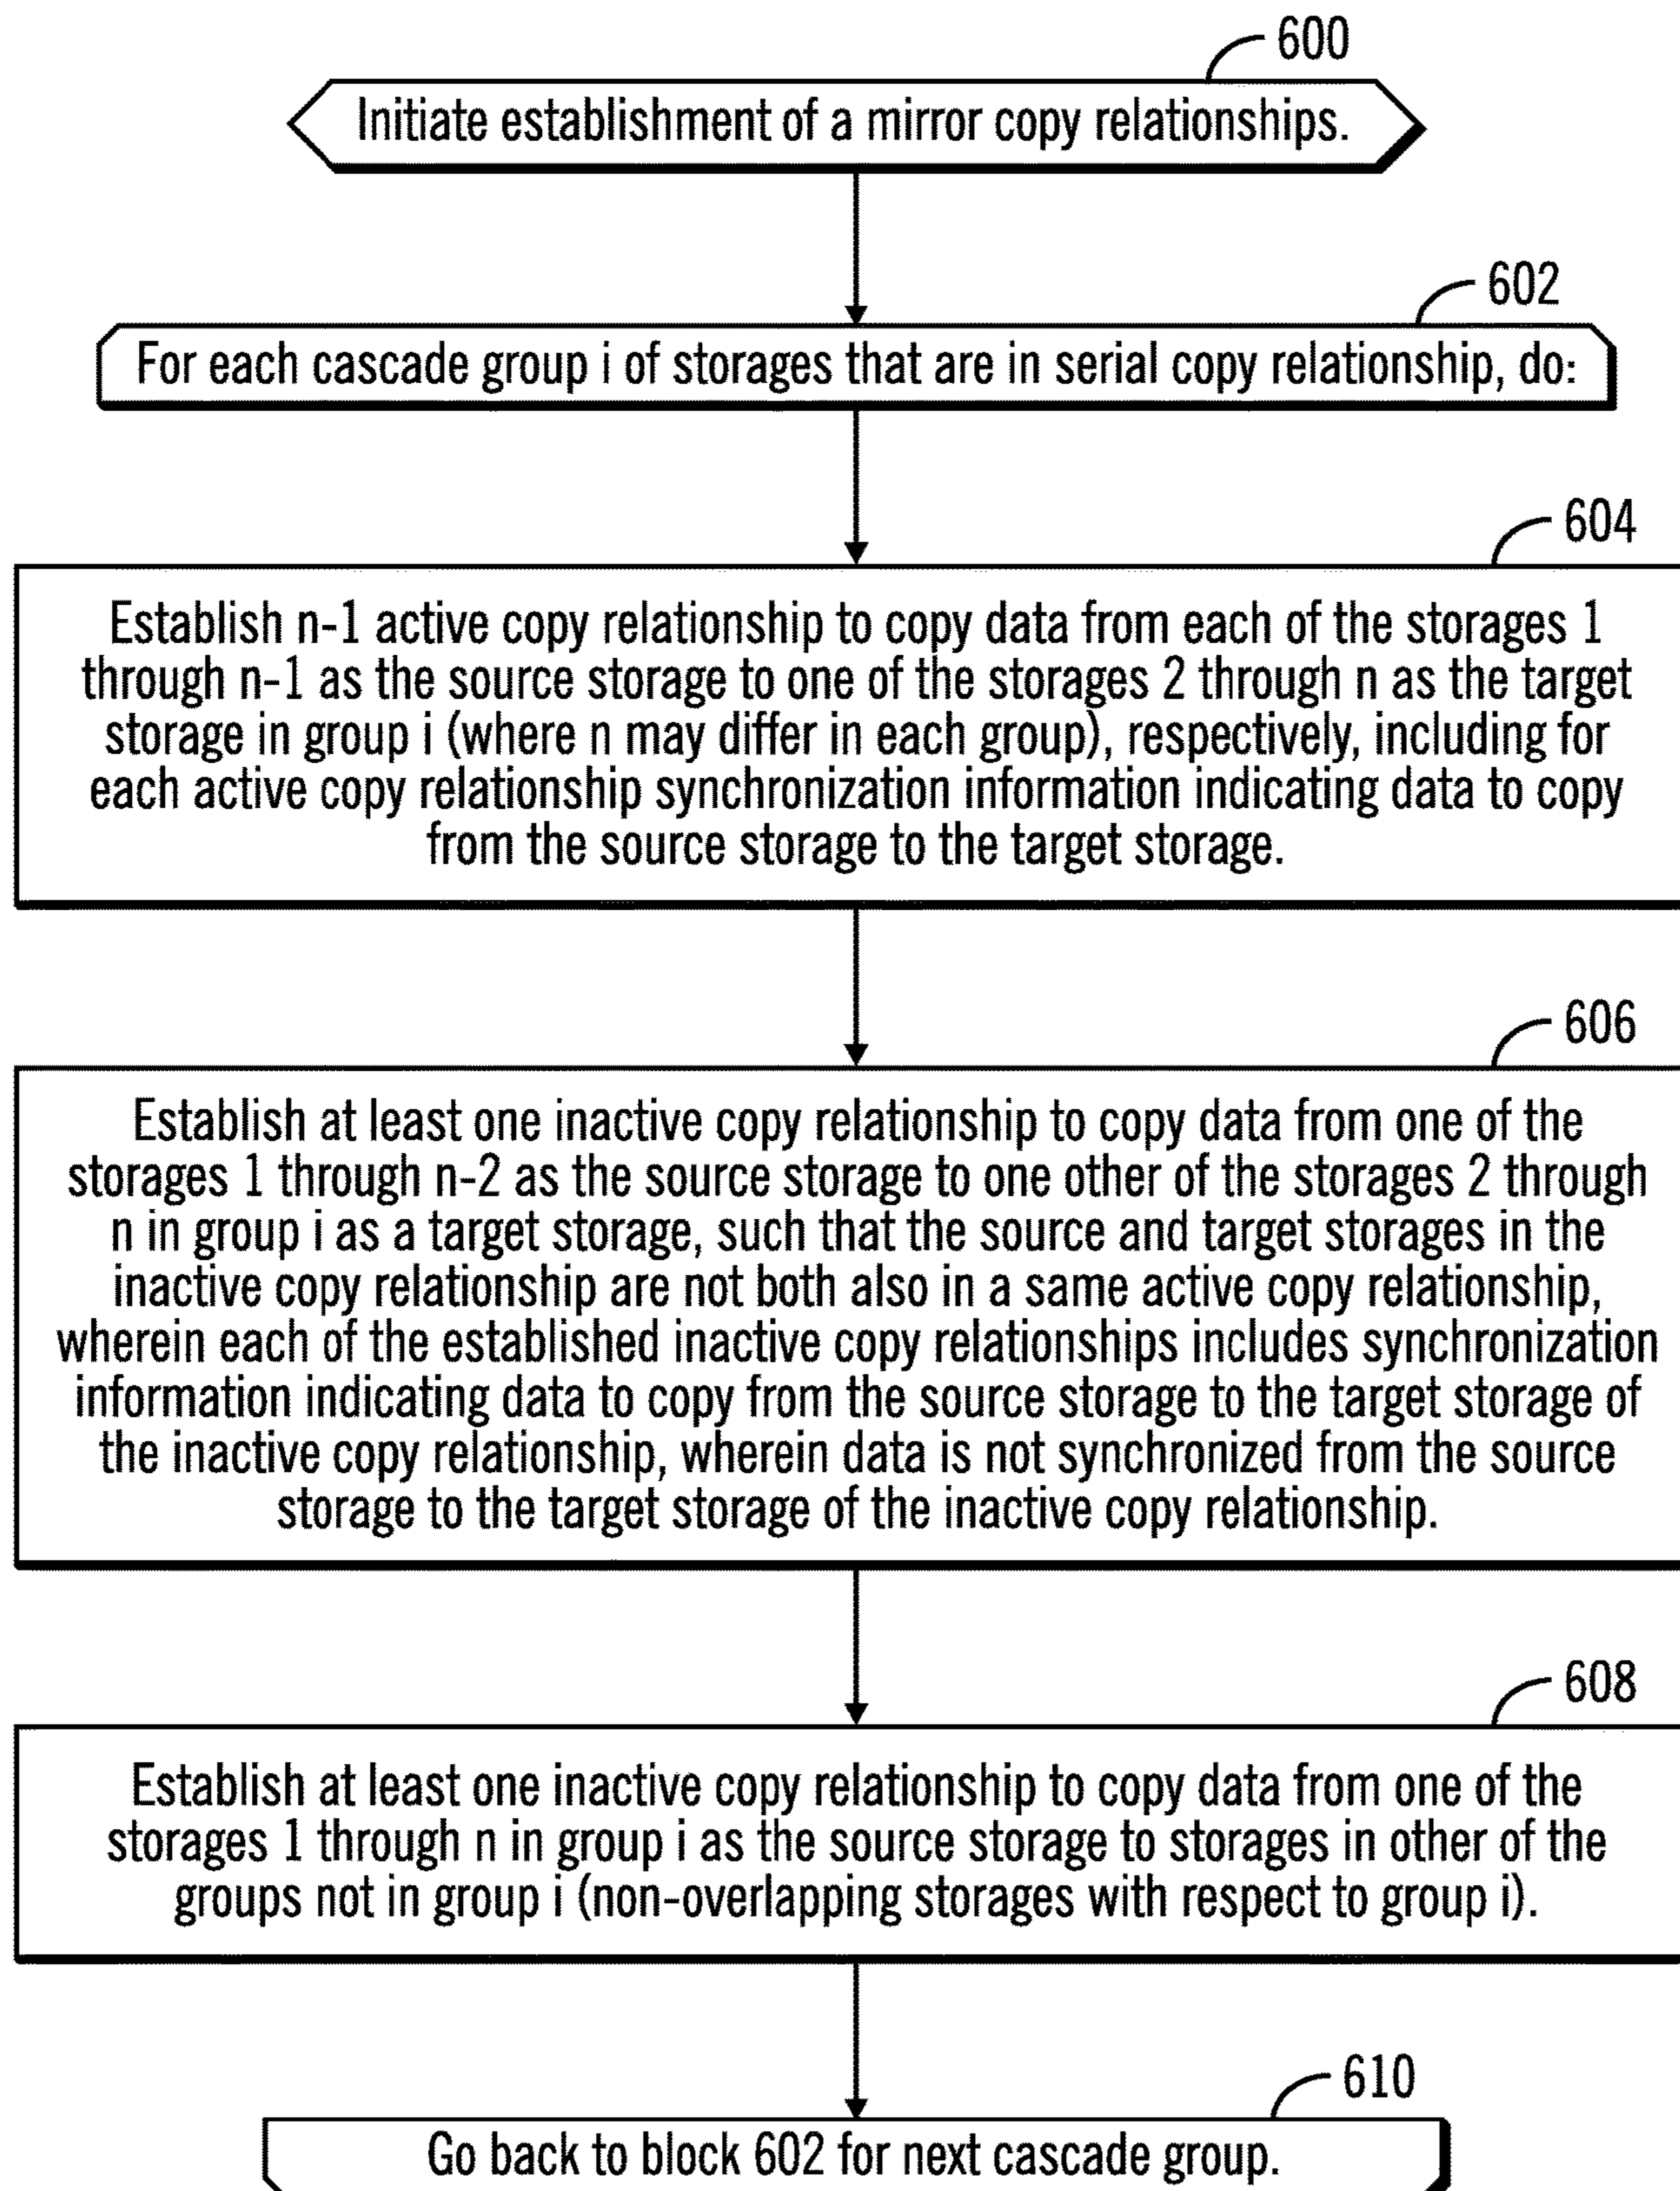 600
Initiate establishment of a mirror copy relationships.
602
For each cascade group i of storages that are in serial copy relationship, do:
604
Establish n-1 active copy relationship to copy data from each of the storages 1
through n-1 as the source storage to one of the storages 2 through n as the target
storage in group i (where n may differ in each group), respectively, including for
each active copy relationship synchronization information indicating data to copy
from the source storage to the target storage.
606
Establish at least one inactive copy relationship to copy data from one of the
storages 1 through n-2 as the source storage to one other of the storages 2 through
n in group i as a target storage, such that the source and target storages in the
inactive copy relationship are not both also in a same active copy relationship,
wherein each of the established inactive copy relationships includes synchronization
information indicating data to copy from the source storage to the target storage of
the inactive copy relationship, wherein data is not synchronized from the source
storage to the target storage of the inactive copy relationship.
608
Establish at least one inactive copy relationship to copy data from one of the
storages 1 through n in group i as the source storage to storages in other of the
groups not in group i (non-overlapping storages with respect to group i).
610
Go back to block 602 for next cascade group.